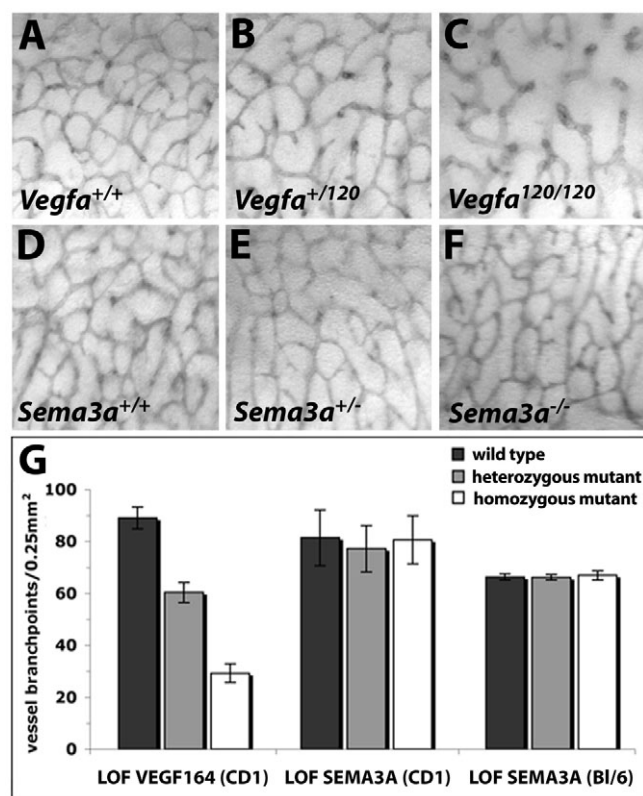 A
B
C
Vegfa+/+
Vegfa+/120
Vegfa120/120
D
E
F
Sema3a+/+
Sema3a+/-
Sema3a-/-
G
wild type
heterozygous mutant
homozygous mutant
vessel branchpoints/0.25mm²
100
80
60
40
20
0
LOF VEGF164 (CD1)
LOF SEMA3A (CD1)
LOF SEMA3A (Bl/6)